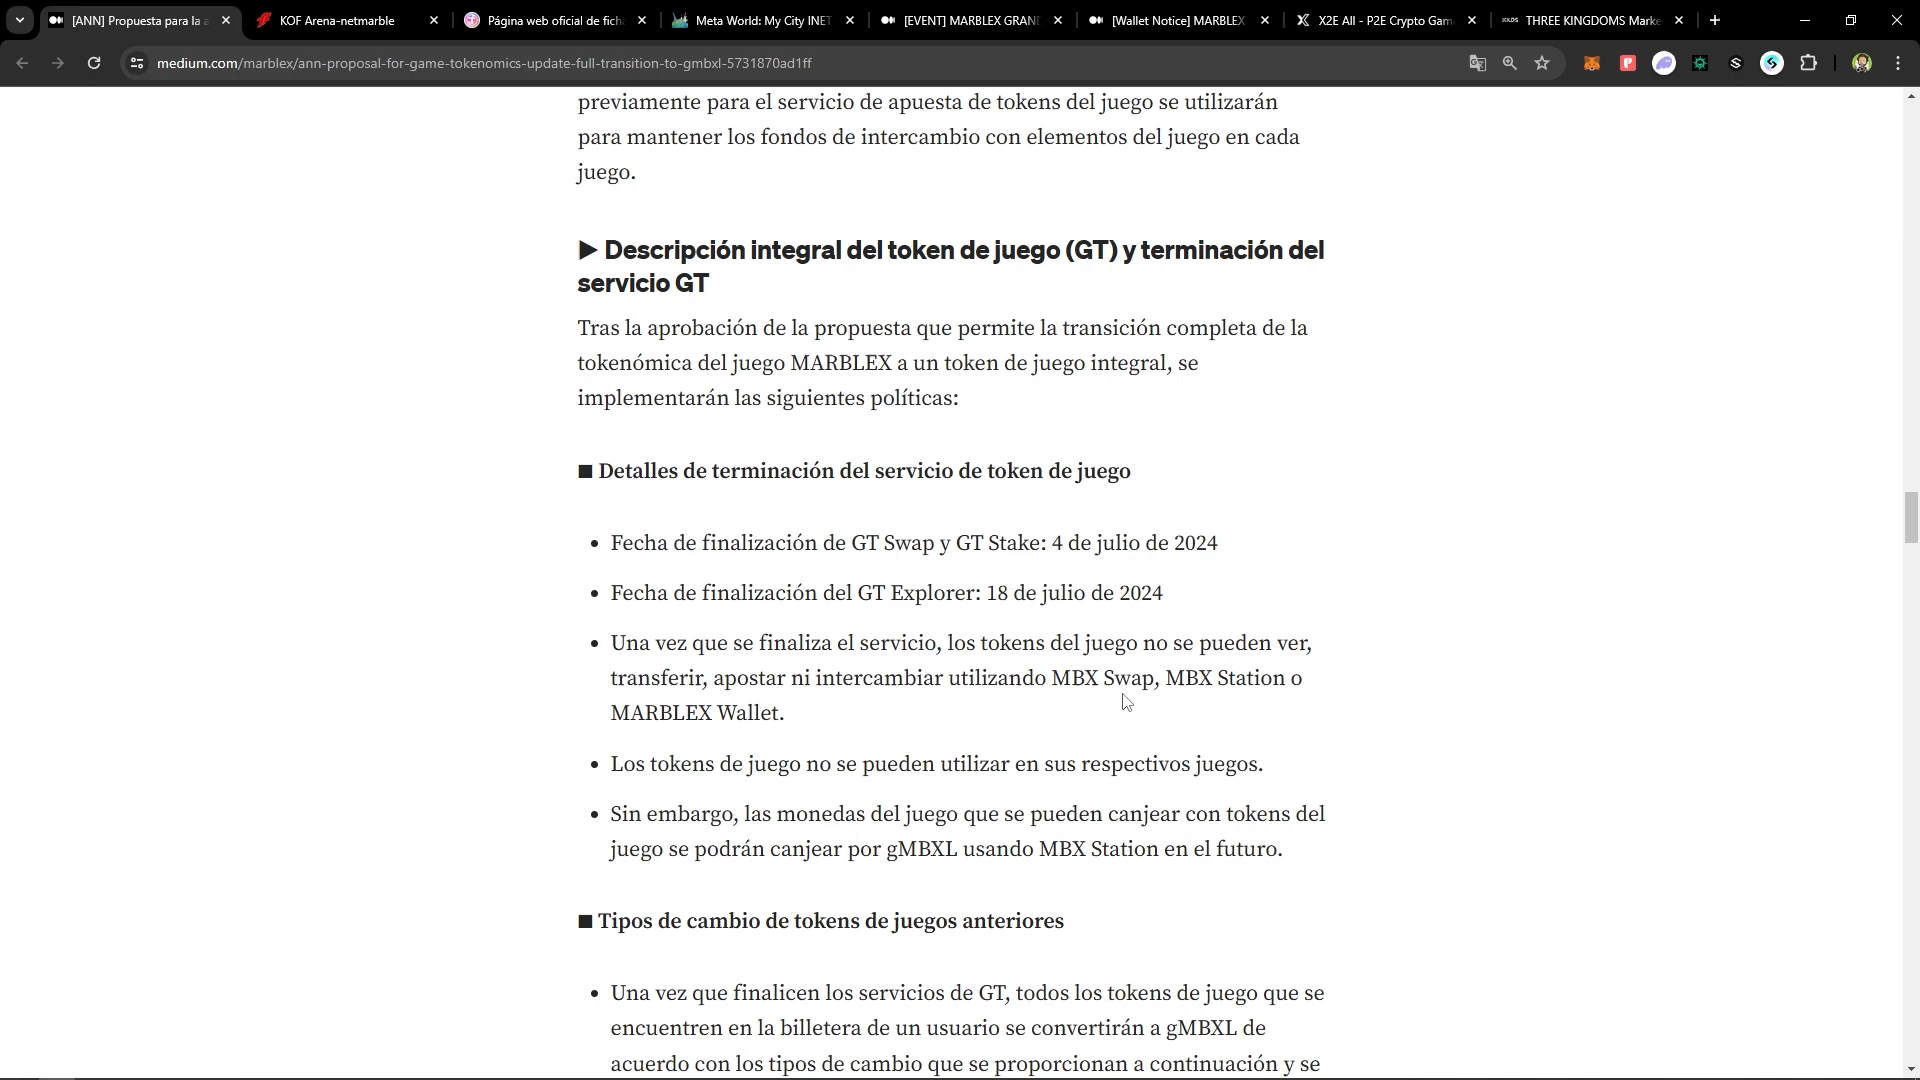 [ANN] Propuesta para la a
KOF Arena-netmarble
Página web oficial de fich
Meta World: My City INET
[EVENT] MARBLEX GRAN
[Wallet Notice] MARBLEX
X2E All - P2E Crypto Gam
THREE KINGDOMS Marke
medium.com/marblex/ann-proposal-for-game-tokenomics-update-full-transition-to-gmbxl-5731870ad1ff
previamente para el servicio de apuesta de tokens del juego se utilizarán
para mantener los fondos de intercambio con elementos del juego en cada
juego.
▶ Descripción integral del token de juego (GT) y terminación del
servicio GT
Tras la aprobación de la propuesta que permite la transición completa de la
tokenómica del juego MARBLEX a un token de juego integral, se
implementarán las siguientes políticas:
■ Detalles de terminación del servicio de token de juego
• Fecha de finalización de GT Swap y GT Stake: 4 de julio de 2024
• Fecha de finalización del GT Explorer: 18 de julio de 2024
• Una vez que se finaliza el servicio, los tokens del juego no se pueden ver,
transferir, apostar ni intercambiar utilizando MBX Swap, MBX Station o
MARBLEX Wallet.
• Los tokens de juego no se pueden utilizar en sus respectivos juegos.
• Sin embargo, las monedas del juego que se pueden canjear con tokens del
juego se podrán canjear por gMBXL usando MBX Station en el futuro.
■ Tipos de cambio de tokens de juegos anteriores
• Una vez que finalicen los servicios de GT, todos los tokens de juego que se
encuentren en la billetera de un usuario se convertirán a gMBXL de
acuerdo con los tipos de cambio que se proporcionan a continuación y se